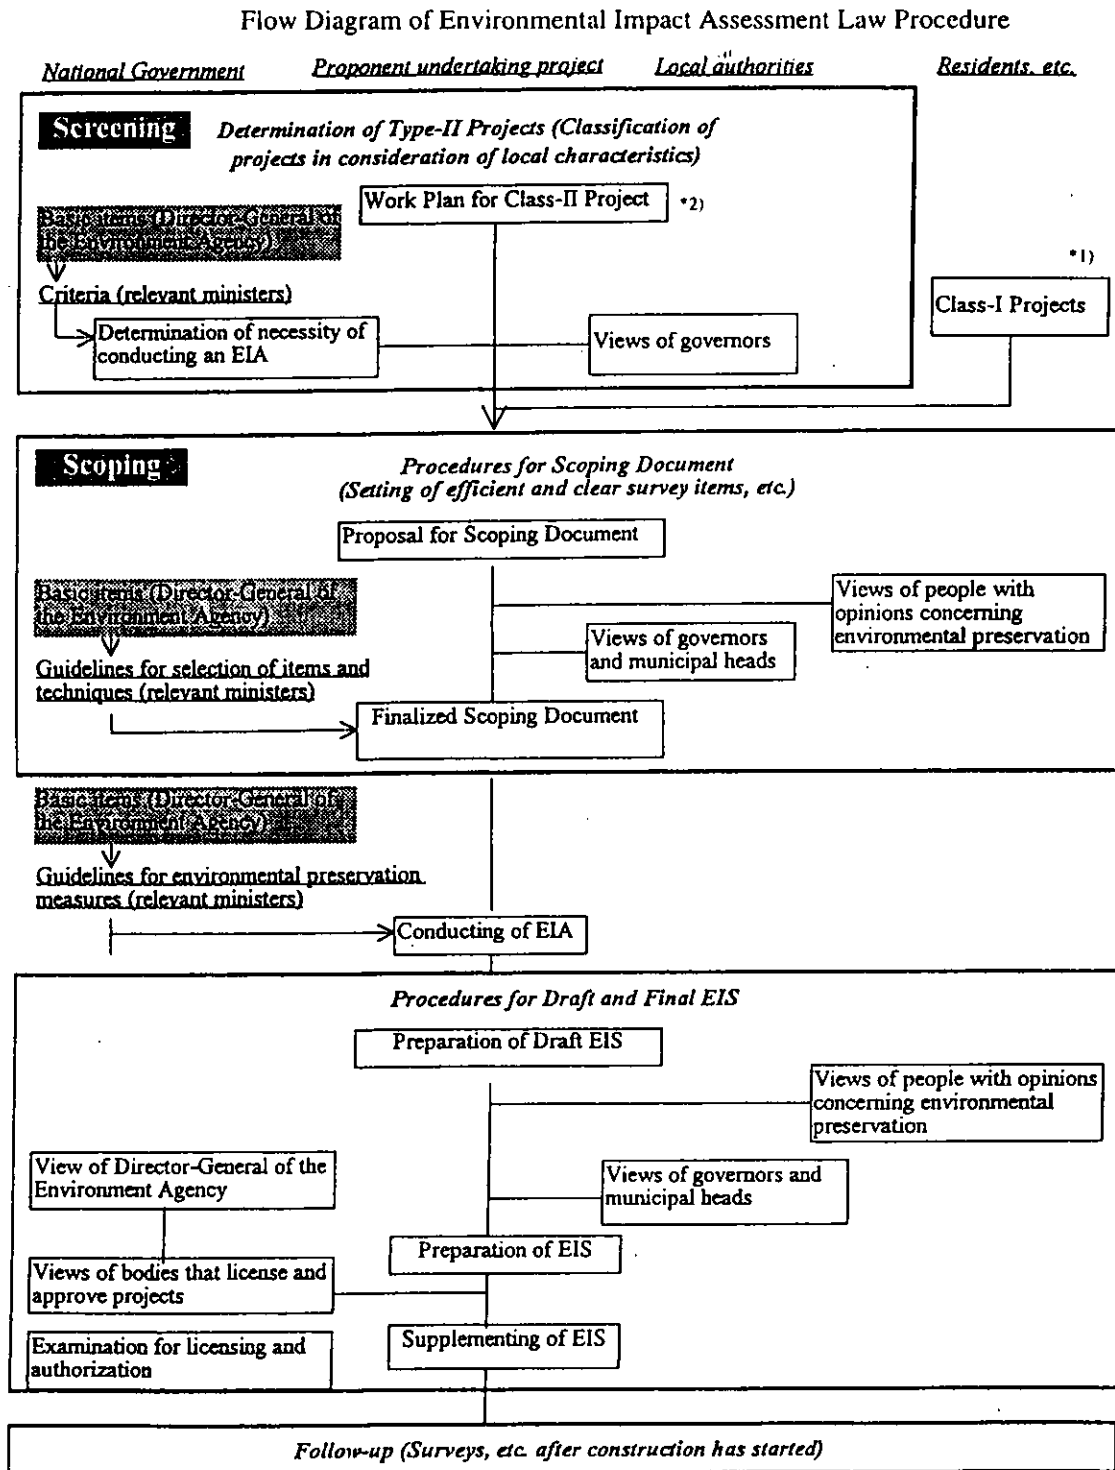 Flow Diagram of Environmental Impact Assessment Law Procedure
National Government
Proponent undertaking project
Local authorities
Residents, etc.
Screening
Determination of Type-II Projects (Classification of
projects in consideration of local characteristics)
Work Plan for Class-II Project
*2)
Basic items (Director-General of
the Environment Agency)
*1)
Criteria (relevant ministers)
Class-I Projects
Determination of necessity of
conducting an EIA
Views of governors
Scoping
Procedures for Scoping Document
(Setting of efficient and clear survey items, etc.)
Proposal for Scoping Document
Basic items (Director-General of
the Environment Agency)
Views of people with
opinions concerning
environmental preservation
Views of governors
and municipal heads
Guidelines for selection of items and
techniques (relevant ministers)
Finalized Scoping Document
Basic items (Director-General of
the Environment Agency)
Guidelines for environmental preservation
measures (relevant ministers)
Conducting of EIA
Procedures for Draft and Final EIS
Preparation of Draft EIS
Views of people with opinions
concerning environmental
preservation
View of Director-General of the
Environment Agency
Views of governors and
municipal heads
Preparation of EIS
Views of bodies that license and
approve projects
Supplementing of EIS
Examination for licensing and
authorization
Follow-up (Surveys, etc. after construction has started)